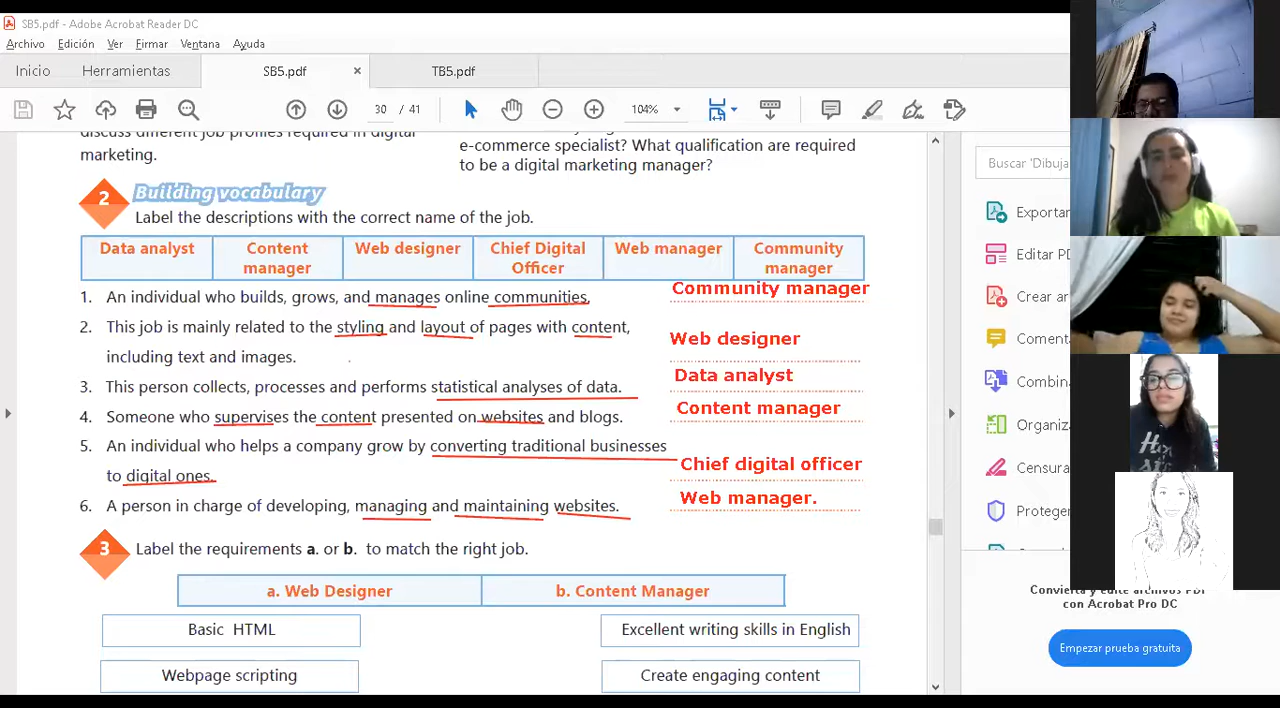 SB5.pdf - Adobe Acrobat Reader DC
Archivo Edición Ver Firmar Ventana Ayuda
Inicio Herramientas SB5.pdf × TB5.pdf
30 / 41 104%
discuss different job profiles required in digital
marketing.
e-commerce specialist? What qualification are required
to be a digital marketing manager?
2 Building vocabulary
Label the descriptions with the correct name of the job.
Data analyst Content manager Web designer Chief Digital Officer Web manager Community manager
1. An individual who builds, grows, and manages online communities, Community manager
2. This job is mainly related to the styling and layout of pages with content,
including text and images. Web designer
3. This person collects, processes and performs statistical analyses of data. Data analyst
4. Someone who supervises the content presented on websites and blogs. Content manager
5. An individual who helps a company grow by converting traditional businesses
to digital ones. Chief digital officer
6. A person in charge of developing, managing and maintaining websites. Web manager.
3 Label the requirements a. or b. to match the right job.
a. Web Designer b. Content Manager
Basic HTML Excellent writing skills in English
Webpage scripting Create engaging content
Buscar 'Dibuja
Exportar
Editar PD
Crear ar
Comenta
Combin
Organiz
Censura
Proteger
Convierta y edite archivos PDF
con Acrobat Pro DC
Empezar prueba gratuita